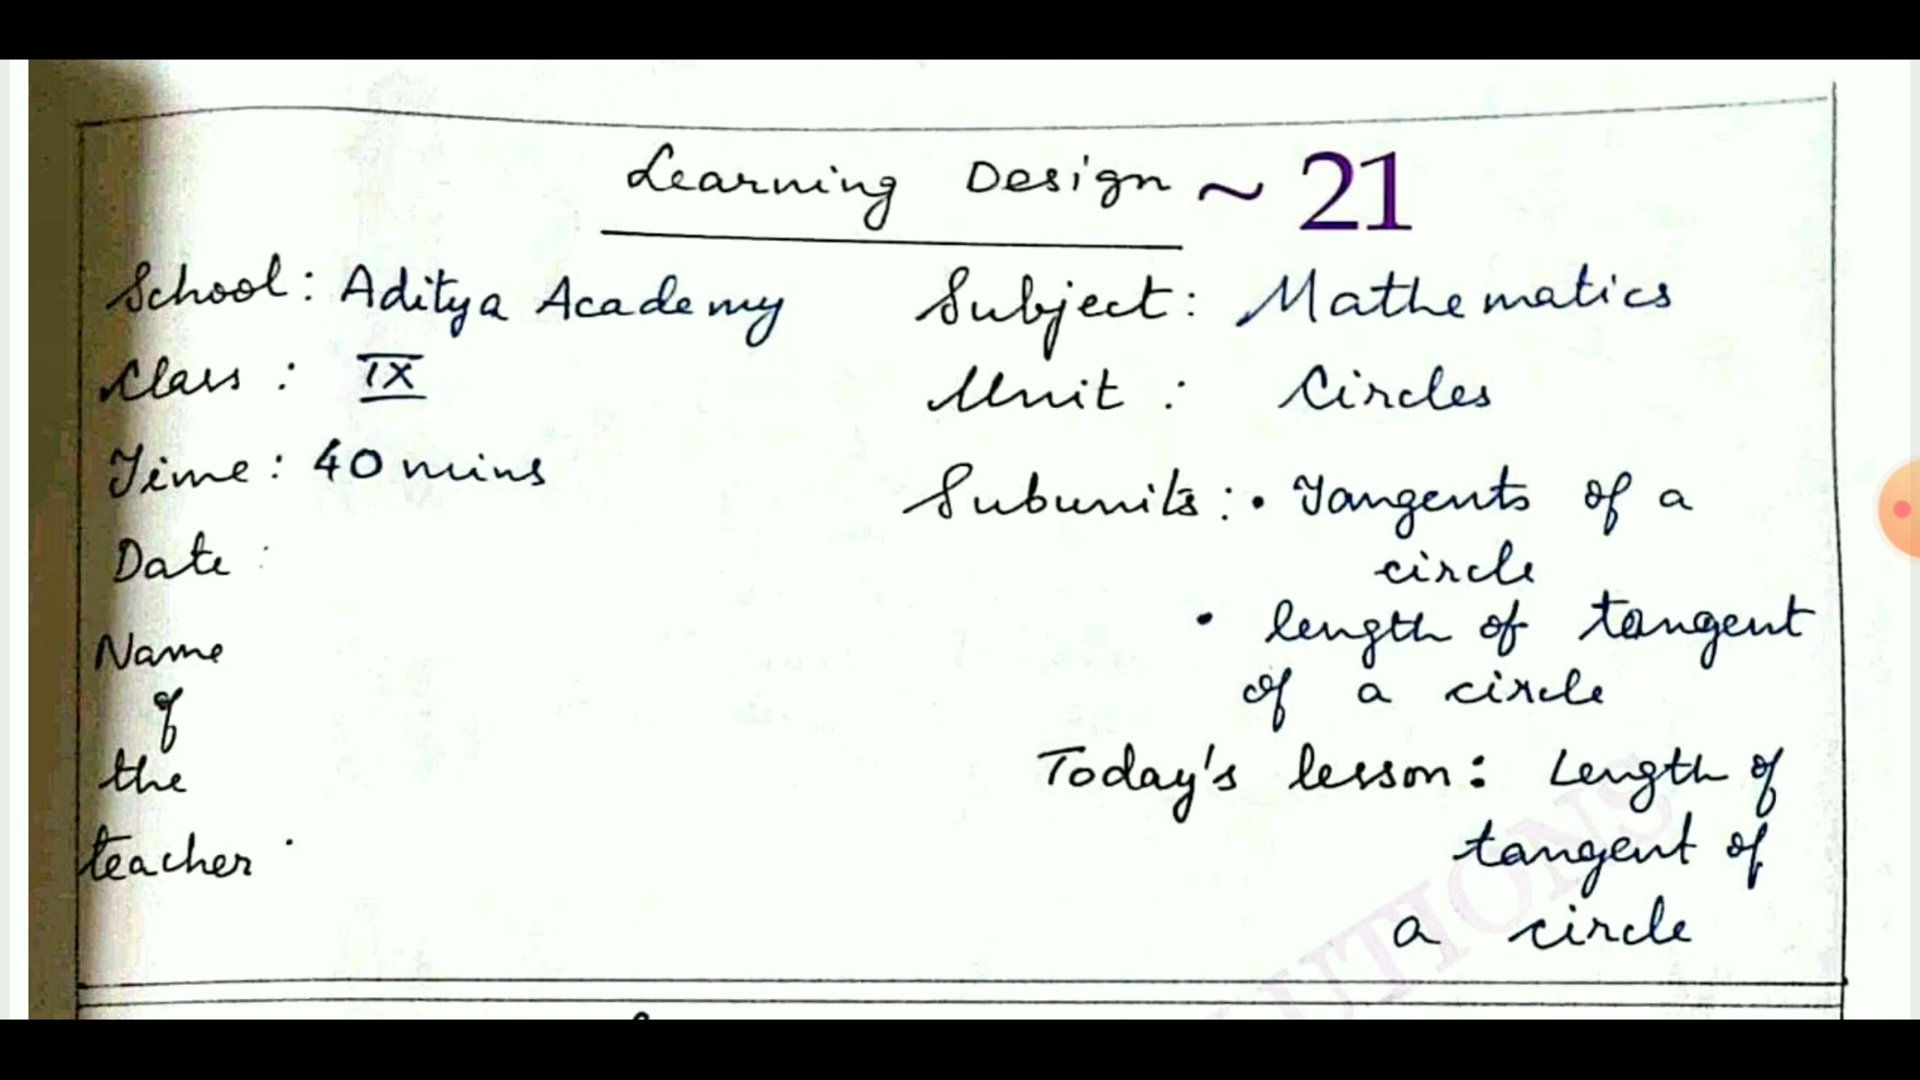 Learning Design ~ 21
School: Aditya Academy
Class: IX
Time: 40 mins
Date:
Name
of
the
teacher:
Subject: Mathematics
Unit: Circles
Subunits: • Tangents of a
circle
• length of tangent
of a circle
Today's lesson: Length of
tangent of
a circle
UTIONS